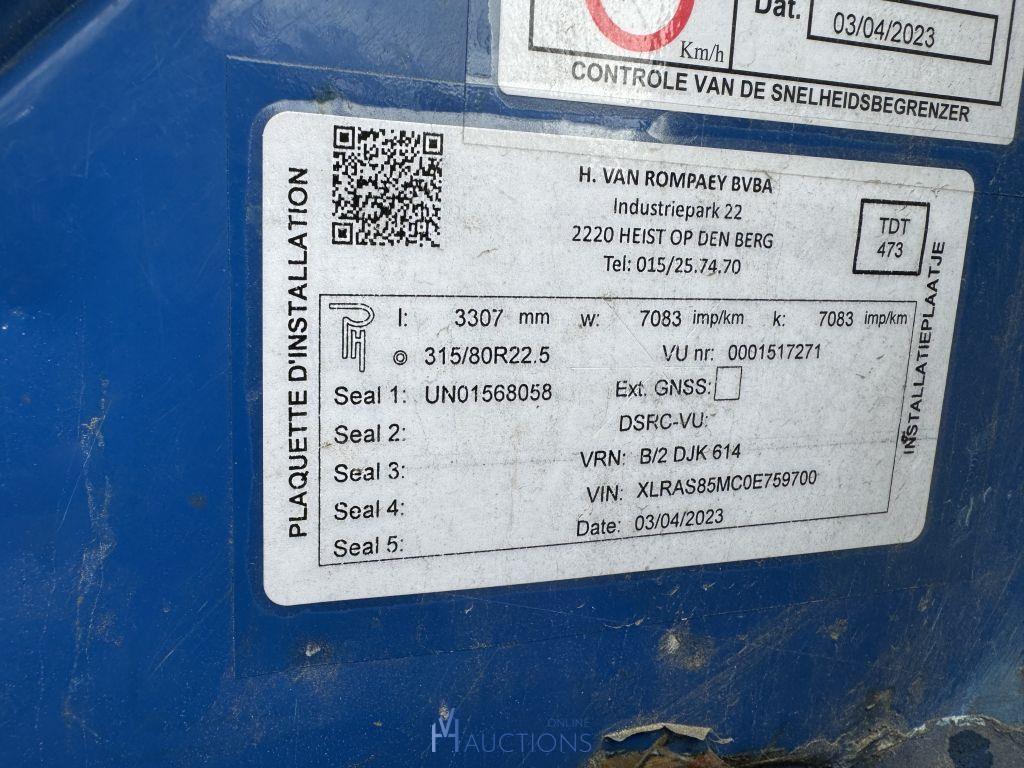 Dat. 03/04/2023
Km/h
CONTROLE VAN DE SNELHEIDSBEGRENZER
PLAQUETTE D'INSTALLATION
H. VAN ROMPAEY BVBA
Industriepark 22
2220 HEIST OP DEN BERG
Tel: 015/25.74.70
TDT
473
INSTALLATIEPLAATJE
l: 3307 mm w: 7083 imp/km k: 7083 imp/km
315/80R22.5 VU nr: 0001517271
Seal 1: UN01568058 Ext. GNSS:
Seal 2: DSRC-VU:
Seal 3: VRN: B/2 DJK 614
Seal 4: VIN: XLRAS85MC0E759700
Seal 5: Date: 03/04/2023
ONLINE
AUCTIONS